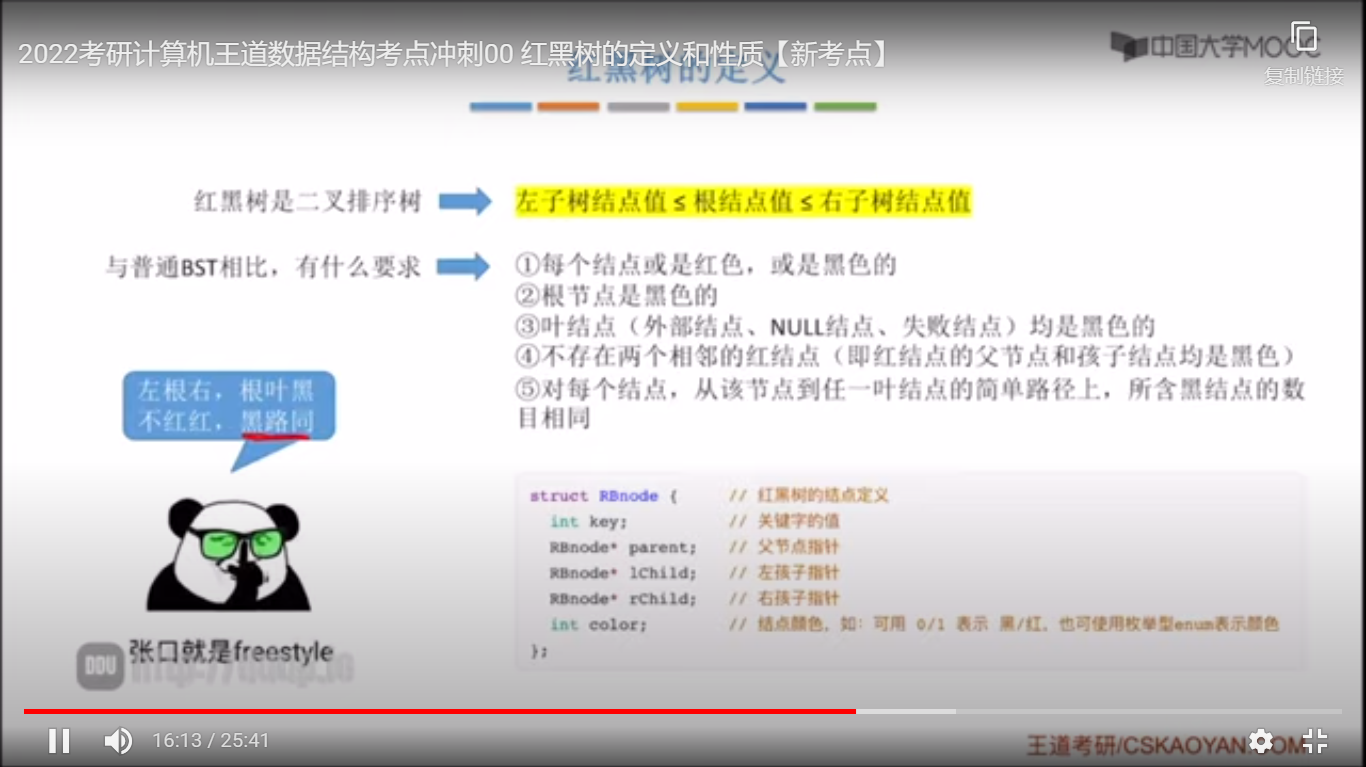 2022考研计算机王道数据结构考点冲刺00 红黑树的定义和性质【新考点】
中国大学MOOC
复制链接
红黑树的定义
红黑树是二叉排序树
左子树结点值 ≤ 根结点值 ≤ 右子树结点值
与普通BST相比，有什么要求
①每个结点或是红色，或是黑色的
②根节点是黑色的
③叶结点（外部结点、NULL结点、失败结点）均是黑色的
④不存在两个相邻的红结点（即红结点的父节点和孩子结点均是黑色）
⑤对每个结点，从该节点到任一叶结点的简单路径上，所含黑结点的数
目相同
左根右，根叶黑
不红红，黑路同
struct RBnode { // 红黑树的结点定义
int key; // 关键字的值
RBnode* parent; // 父节点指针
RBnode* lChild; // 左孩子指针
RBnode* rChild; // 右孩子指针
int color; // 结点颜色，如：可用 0/1 表示 黑/红，也可使用枚举型enum表示颜色
};
张口就是freestyle
16:13 / 25:41
王道考研/CSKAOYAN.COM